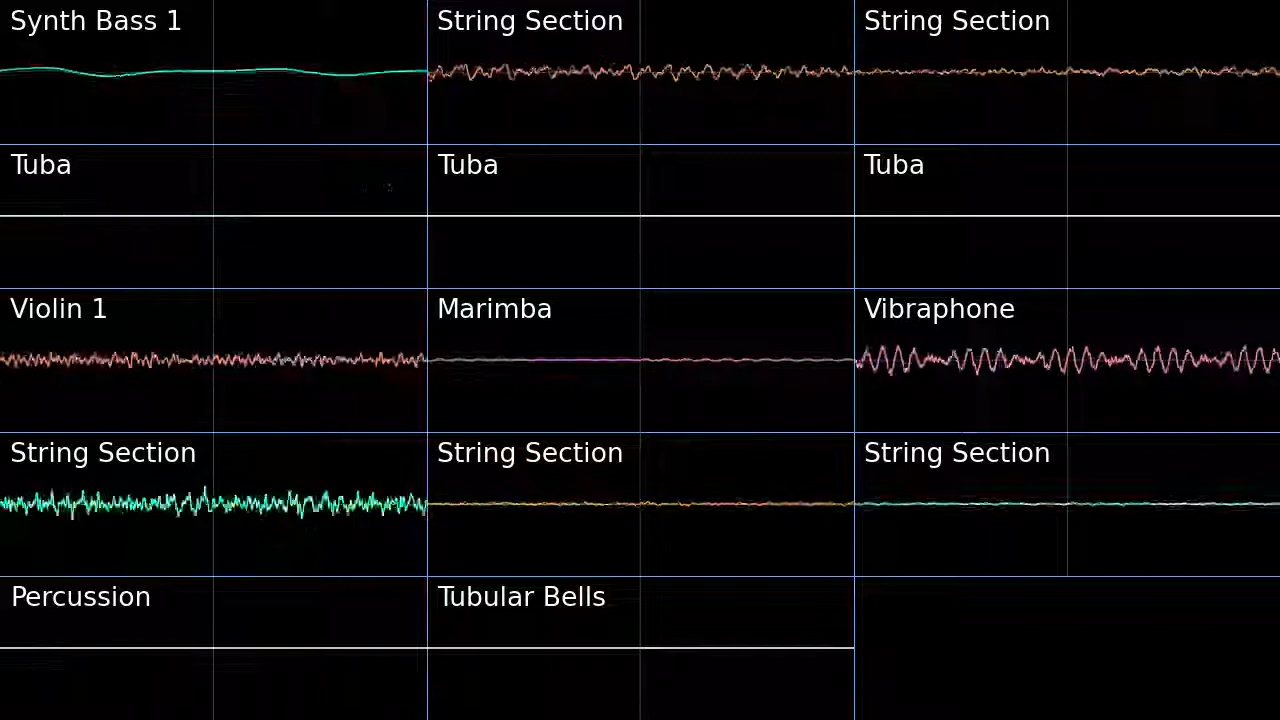 Synth Bass 1
String Section
String Section
Tuba
Tuba
Tuba
Violin 1
Marimba
Vibraphone
String Section
String Section
String Section
Percussion
Tubular Bells